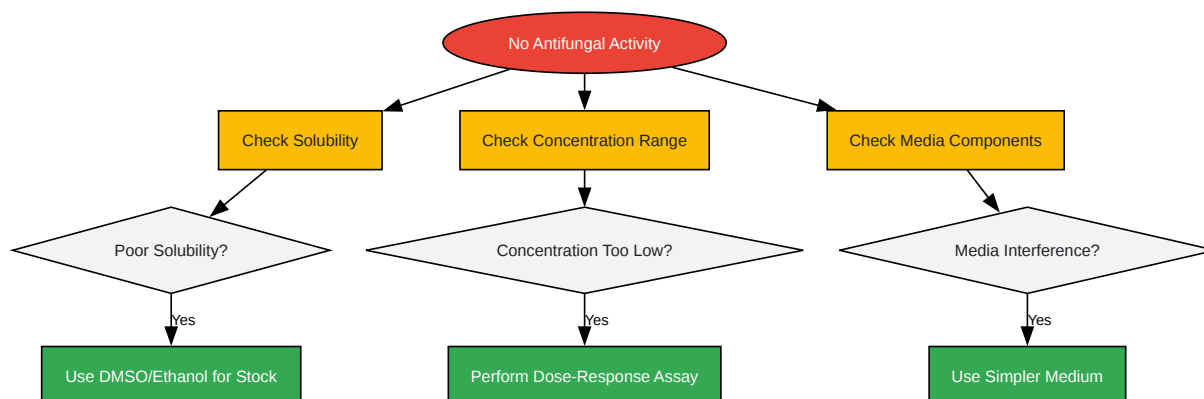 No Antifungal Activity
Check Solubility
Check Concentration Range
Check Media Components
Poor Solubility?
Concentration Too Low?
Media Interference?
Yes
Yes
Yes
Use DMSO/Ethanol for Stock
Perform Dose-Response Assay
Use Simpler Medium